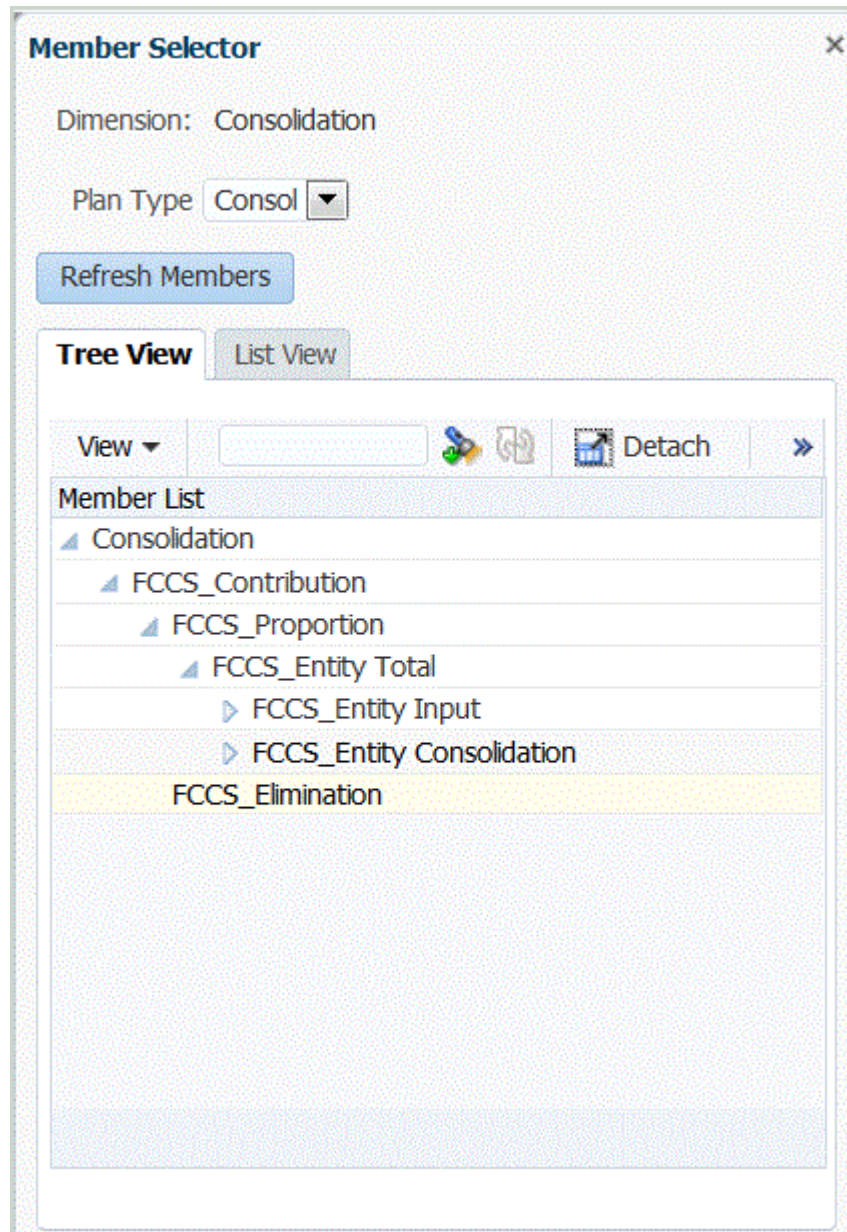 Member Selector
Dimension: Consolidation
Plan Type Consol
Refresh Members
Tree View List View
View Detach
Member List
Consolidation
FCCS_Contribution
FCCS_Proportion
FCCS_Entity Total
FCCS_Entity Input
FCCS_Entity Consolidation
FCCS_Elimination